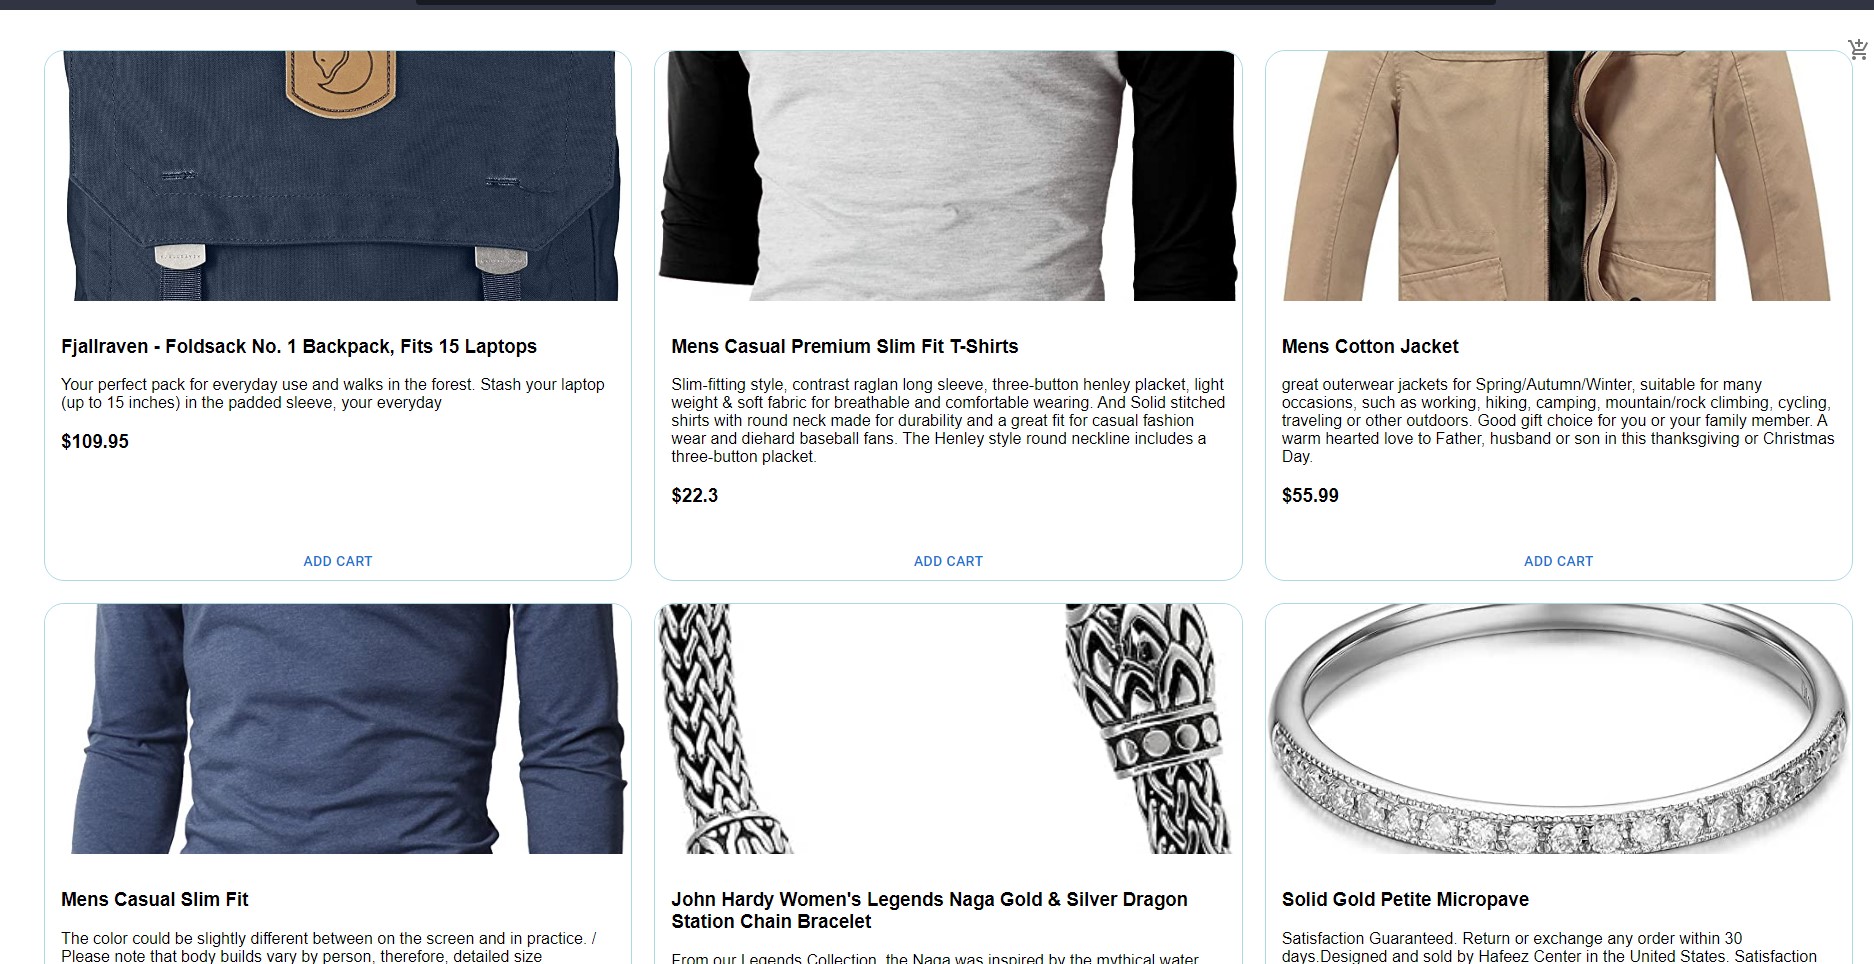 Fjallraven - Foldsack No. 1 Backpack, Fits 15 Laptops
Your perfect pack for everyday use and walks in the forest. Stash your laptop
(up to 15 inches) in the padded sleeve, your everyday
$109.95
ADD CART
Mens Casual Premium Slim Fit T-Shirts
Slim-fitting style, contrast raglan long sleeve, three-button henley placket, light
weight & soft fabric for breathable and comfortable wearing. And Solid stitched
shirts with round neck made for durability and a great fit for casual fashion
wear and diehard baseball fans. The Henley style round neckline includes a
three-button placket.
$22.3
ADD CART
Mens Cotton Jacket
great outerwear jackets for Spring/Autumn/Winter, suitable for many
occasions, such as working, hiking, camping, mountain/rock climbing, cycling,
traveling or other outdoors. Good gift choice for you or your family member. A
warm hearted love to Father, husband or son in this thanksgiving or Christmas
Day.
$55.99
ADD CART
Mens Casual Slim Fit
The color could be slightly different between on the screen and in practice. /
Please note that body builds vary by person, therefore, detailed size
John Hardy Women's Legends Naga Gold & Silver Dragon
Station Chain Bracelet
From our Legends Collection, the Naga was inspired by the mythical water
Solid Gold Petite Micropave
Satisfaction Guaranteed. Return or exchange any order within 30
days.Designed and sold by Hafeez Center in the United States. Satisfaction